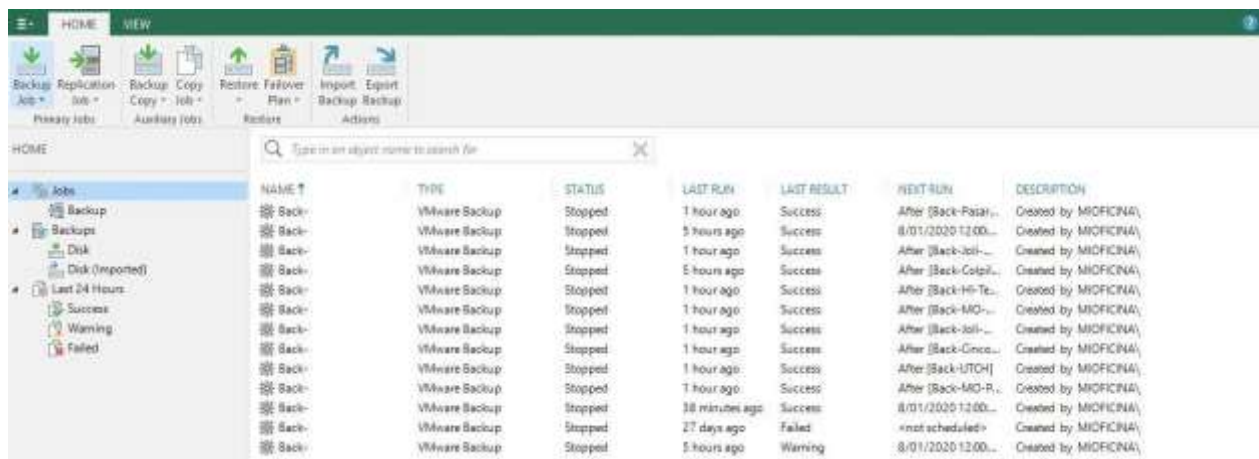 HOME VIEW
Backup Job Replication Job Backup Copy Copy Job Restore Failover Plan Import Backup Export Backup
Primary Jobs Auxiliary Jobs Restore Actions
HOME
Type in an object name to search for
Jobs
Backup
Backups
Disk
Disk (Imported)
Last 24 Hours
Success
Warning
Failed
NAME TYPE STATUS LAST RUN LAST RESULT NEXT RUN DESCRIPTION
Back- VMware Backup Stopped 1 hour ago Success After [Back-Pasar... Created by MIOFICINA\
Back- VMware Backup Stopped 5 hours ago Success 8/01/2020 12:00... Created by MIOFICINA\
Back- VMware Backup Stopped 1 hour ago Success After [Back-Joli-... Created by MIOFICINA\
Back- VMware Backup Stopped 5 hours ago Success After [Back-Colpil... Created by MIOFICINA\
Back- VMware Backup Stopped 1 hour ago Success After [Back-HI-Te... Created by MIOFICINA\
Back- VMware Backup Stopped 1 hour ago Success After [Back-MO-... Created by MIOFICINA\
Back- VMware Backup Stopped 1 hour ago Success After [Back-Joli-... Created by MIOFICINA\
Back- VMware Backup Stopped 1 hour ago Success After [Back-Cinco... Created by MIOFICINA\
Back- VMware Backup Stopped 1 hour ago Success After [Back-UTCH] Created by MIOFICINA\
Back- VMware Backup Stopped 1 hour ago Success After [Back-MO-P... Created by MIOFICINA\
Back- VMware Backup Stopped 38 minutes ago Success 8/01/2020 12:00... Created by MIOFICINA\
Back- VMware Backup Stopped 27 days ago Failed <not scheduled> Created by MIOFICINA\
Back- VMware Backup Stopped 5 hours ago Warning 8/01/2020 12:00... Created by MIOFICINA\